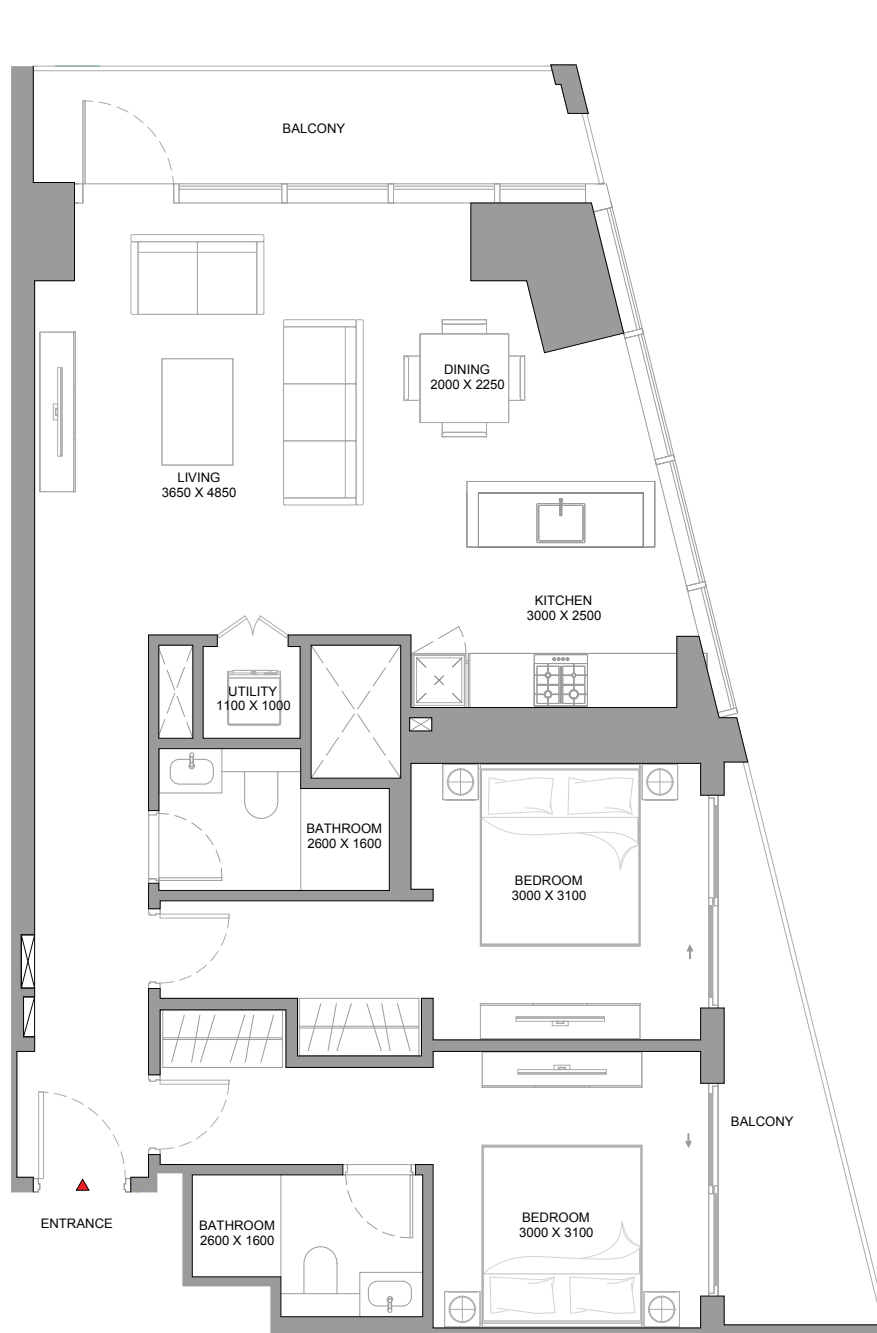 BALCONY
DINING
2000 X 2250
LIVING
3650 X 4850
KITCHEN
3000 X 2500
UTILITY
1100 X 1000
BATHROOM
2600 X 1600
BEDROOM
3000 X 3100
BALCONY
ENTRANCE
BATHROOM
2600 X 1600
BEDROOM
3000 X 3100